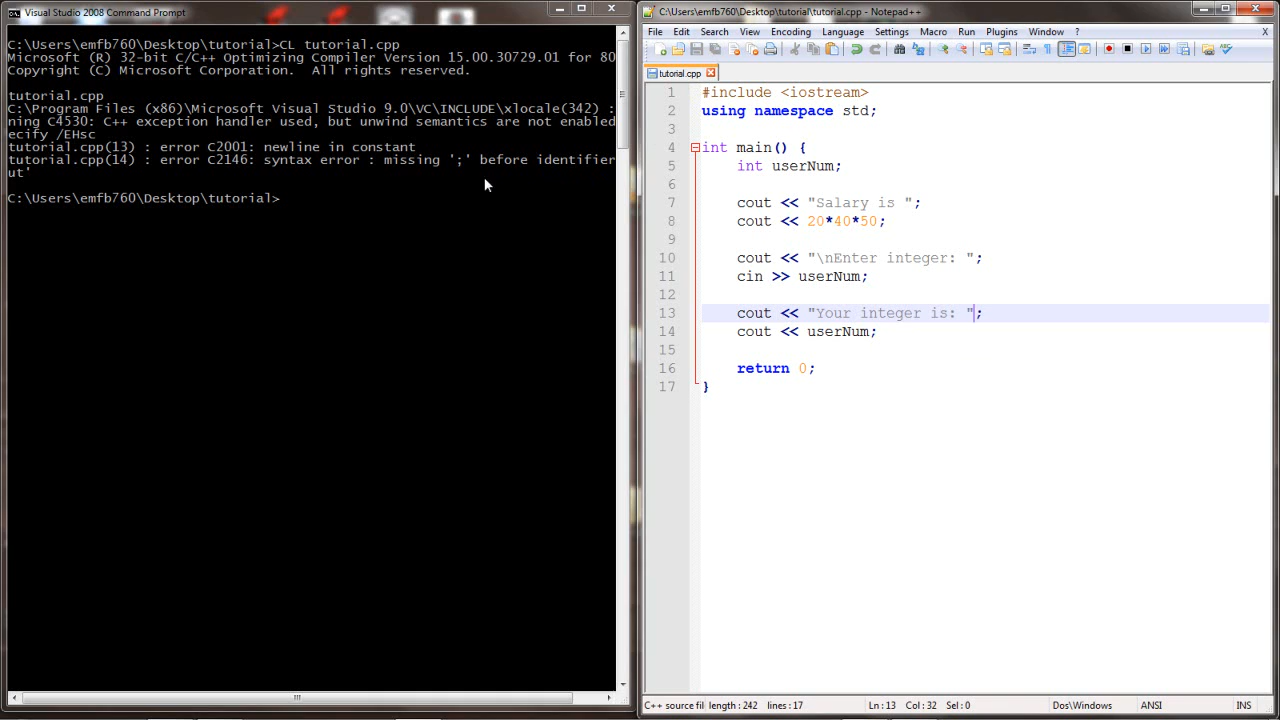 Visual Studio 2008 Command Prompt
C:\Users\emfb760\Desktop\tutorial>CL tutorial.cpp
Microsoft (R) 32-bit C/C++ Optimizing Compiler Version 15.00.30729.01 for 80
Copyright (C) Microsoft Corporation.  All rights reserved.
tutorial.cpp
C:\Program Files (x86)\Microsoft Visual Studio 9.0\VC\INCLUDE\xlocale(342) :
ning C4530: C++ exception handler used, but unwind semantics are not enabled
ecify /EHsc
tutorial.cpp(13) : error C2001: newline in constant
tutorial.cpp(14) : error C2146: syntax error : missing ';' before identifier
ut'
C:\Users\emfb760\Desktop\tutorial>
C:\Users\emfb760\Desktop\tutorial\tutorial.cpp - Notepad++
File Edit Search View Encoding Language Settings Macro Run Plugins Window ? X
tutorial.cpp
1 #include <iostream>
2 using namespace std;
3
4 int main() {
5 int userNum;
6
7 cout << "Salary is ";
8 cout << 20*40*50;
9
10 cout << "\nEnter integer: ";
11 cin >> userNum;
12
13 cout << "Your integer is: ";
14 cout << userNum;
15
16 return 0;
17 }
C++ source fil length : 242 lines : 17 Ln : 13 Col : 32 Sel : 0 Dos\Windows ANSI INS